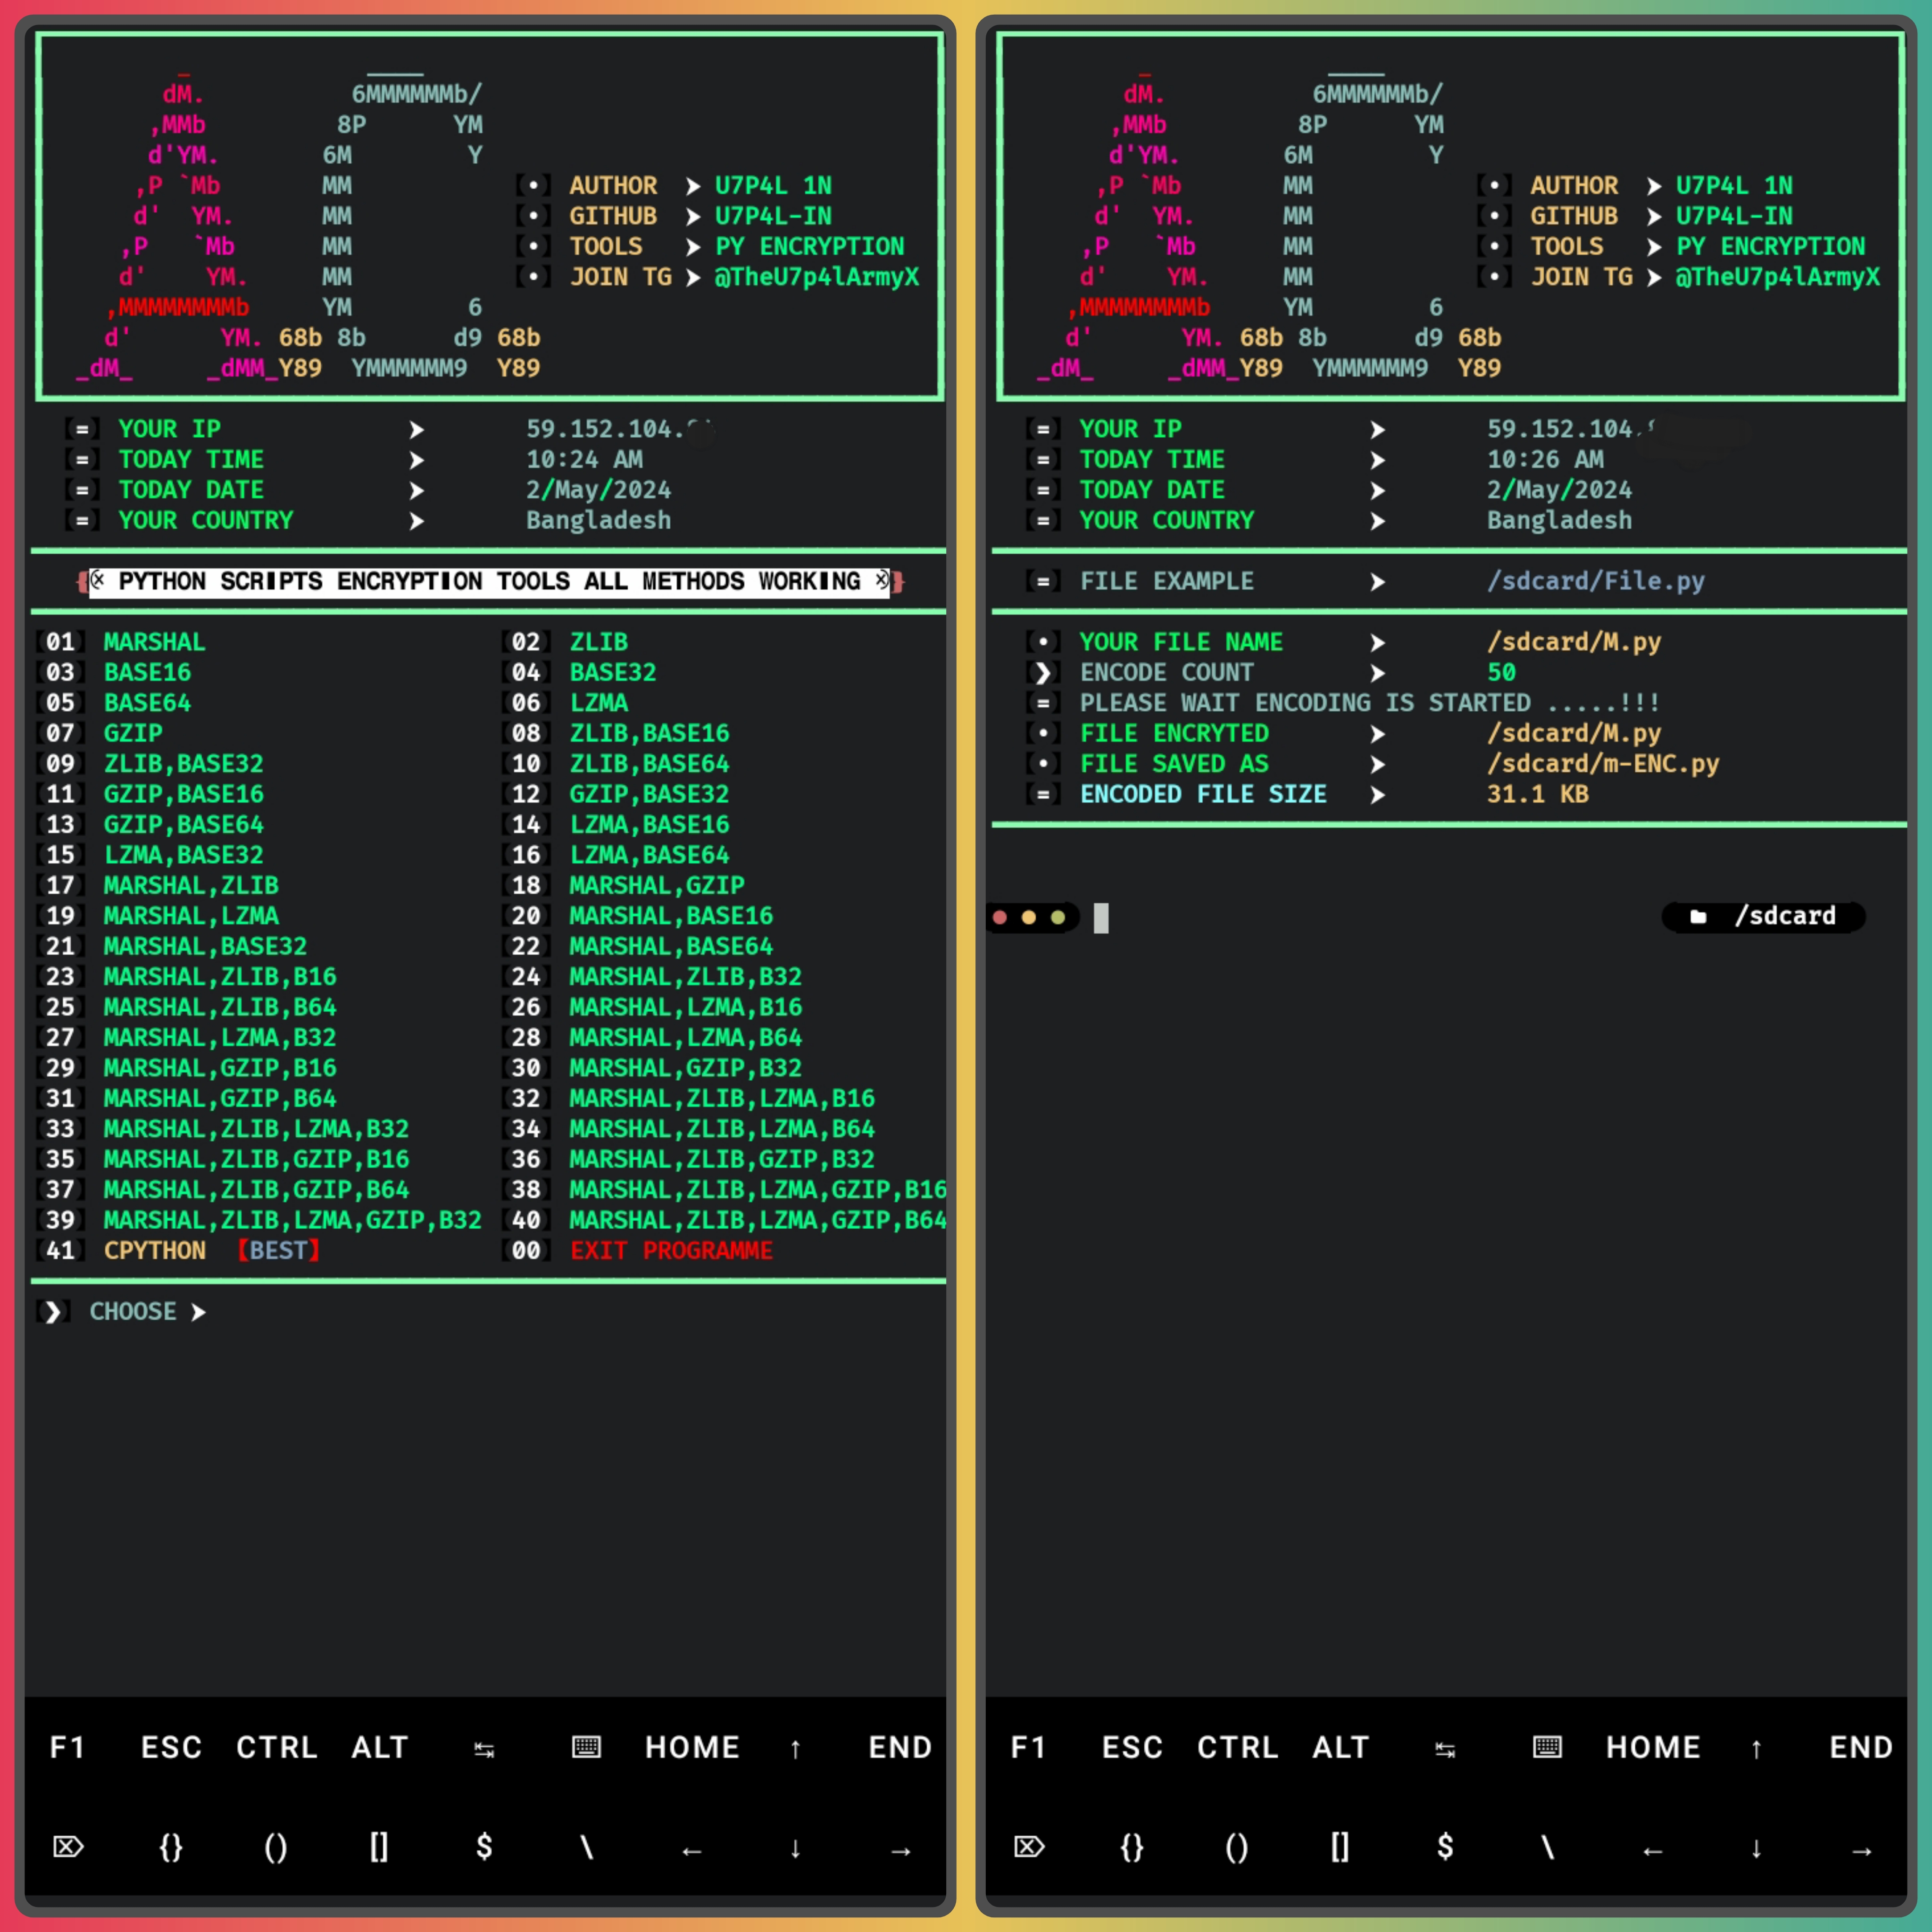 _ _____
dM. 6MMMMMMb/
,MMb 8P YM
d'YM. 6M Y
,P `Mb MM [•] AUTHOR ➤ U7P4L 1N
d' YM. MM [•] GITHUB ➤ U7P4L-IN
,P `Mb MM [•] TOOLS ➤ PY ENCRYPTION
d' YM. MM [•] JOIN TG ➤ @TheU7p4lArmyX
,MMMMMMMMb YM 6
d' YM. 68b 8b d9 68b
_dM_ _dMM_Y89 YMMMMMM9 Y89
[=] YOUR IP ➤ 59.152.104.
[=] TODAY TIME ➤ 10:24 AM
[=] TODAY DATE ➤ 2/May/2024
[=] YOUR COUNTRY ➤ Bangladesh
PYTHON SCRIPTS ENCRYPTION TOOLS ALL METHODS WORKING
[01] MARSHAL [02] ZLIB
[03] BASE16 [04] BASE32
[05] BASE64 [06] LZMA
[07] GZIP [08] ZLIB,BASE16
[09] ZLIB,BASE32 [10] ZLIB,BASE64
[11] GZIP,BASE16 [12] GZIP,BASE32
[13] GZIP,BASE64 [14] LZMA,BASE16
[15] LZMA,BASE32 [16] LZMA,BASE64
[17] MARSHAL,ZLIB [18] MARSHAL,GZIP
[19] MARSHAL,LZMA [20] MARSHAL,BASE16
[21] MARSHAL,BASE32 [22] MARSHAL,BASE64
[23] MARSHAL,ZLIB,B16 [24] MARSHAL,ZLIB,B32
[25] MARSHAL,ZLIB,B64 [26] MARSHAL,LZMA,B16
[27] MARSHAL,LZMA,B32 [28] MARSHAL,LZMA,B64
[29] MARSHAL,GZIP,B16 [30] MARSHAL,GZIP,B32
[31] MARSHAL,GZIP,B64 [32] MARSHAL,ZLIB,LZMA,B16
[33] MARSHAL,ZLIB,LZMA,B32 [34] MARSHAL,ZLIB,LZMA,B64
[35] MARSHAL,ZLIB,GZIP,B16 [36] MARSHAL,ZLIB,GZIP,B32
[37] MARSHAL,ZLIB,GZIP,B64 [38] MARSHAL,ZLIB,LZMA,GZIP,B16
[39] MARSHAL,ZLIB,LZMA,GZIP,B32 [40] MARSHAL,ZLIB,LZMA,GZIP,B64
[41] CPYTHON 【BEST】 [00] EXIT PROGRAMME
[❯] CHOOSE ➤
F1 ESC CTRL ALT ⇆ ⌨ HOME ↑ END
⌦ {} () [] $ \ ← ↓ →
_ _____
dM. 6MMMMMMb/
,MMb 8P YM
d'YM. 6M Y
,P `Mb MM [•] AUTHOR ➤ U7P4L 1N
d' YM. MM [•] GITHUB ➤ U7P4L-IN
,P `Mb MM [•] TOOLS ➤ PY ENCRYPTION
d' YM. MM [•] JOIN TG ➤ @TheU7p4lArmyX
,MMMMMMMMb YM 6
d' YM. 68b 8b d9 68b
_dM_ _dMM_Y89 YMMMMMM9 Y89
[=] YOUR IP ➤ 59.152.104.
[=] TODAY TIME ➤ 10:26 AM
[=] TODAY DATE ➤ 2/May/2024
[=] YOUR COUNTRY ➤ Bangladesh
[=] FILE EXAMPLE ➤ /sdcard/File.py
[•] YOUR FILE NAME ➤ /sdcard/M.py
[❯] ENCODE COUNT ➤ 50
[=] PLEASE WAIT ENCODING IS STARTED .....!!!
[•] FILE ENCRYTED ➤ /sdcard/M.py
[•] FILE SAVED AS ➤ /sdcard/m-ENC.py
[=] ENCODED FILE SIZE ➤ 31.1 KB
/sdcard
F1 ESC CTRL ALT ⇆ ⌨ HOME ↑ END
⌦ {} () [] $ \ ← ↓ →